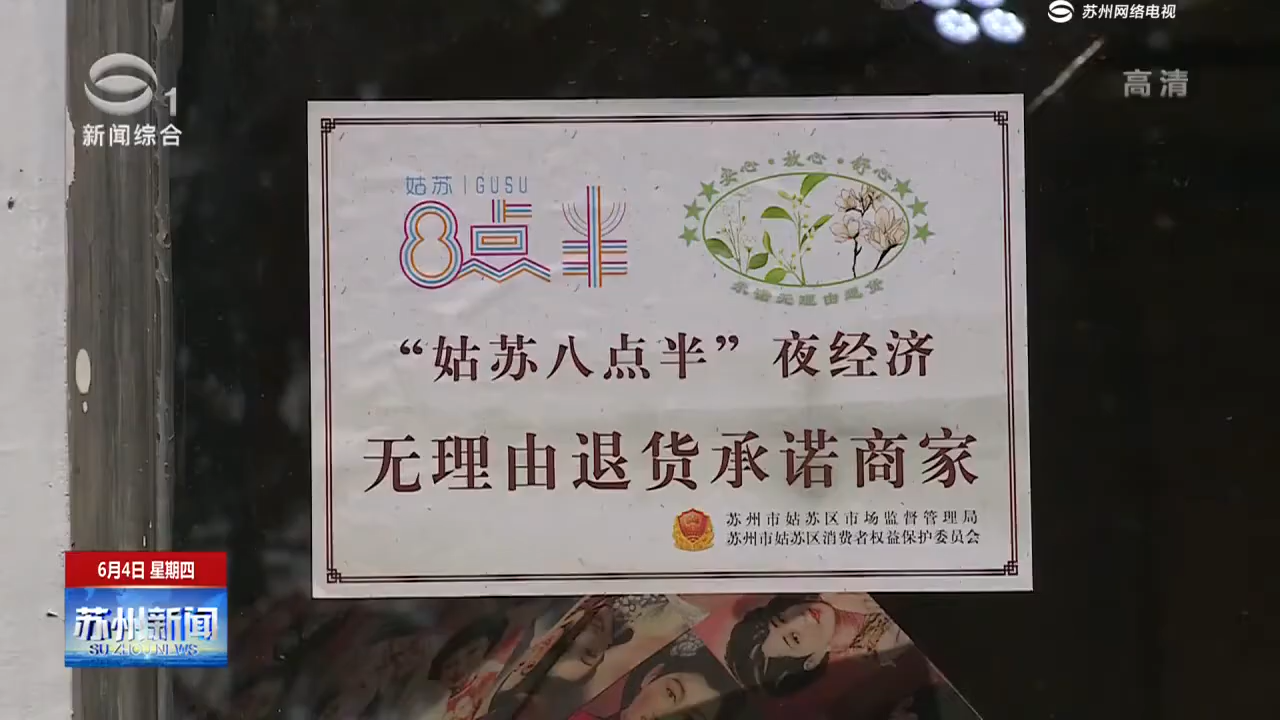 苏州网络电视
高清
1
新闻综合
姑苏|GUSU
8点半
安心·放心·舒心
承诺无理由退货
“姑苏八点半”夜经济
无理由退货承诺商家
苏州市姑苏区市场监督管理局
苏州市姑苏区消费者权益保护委员会
6月4日 星期四
苏州新闻
SU ZHOU NEWS